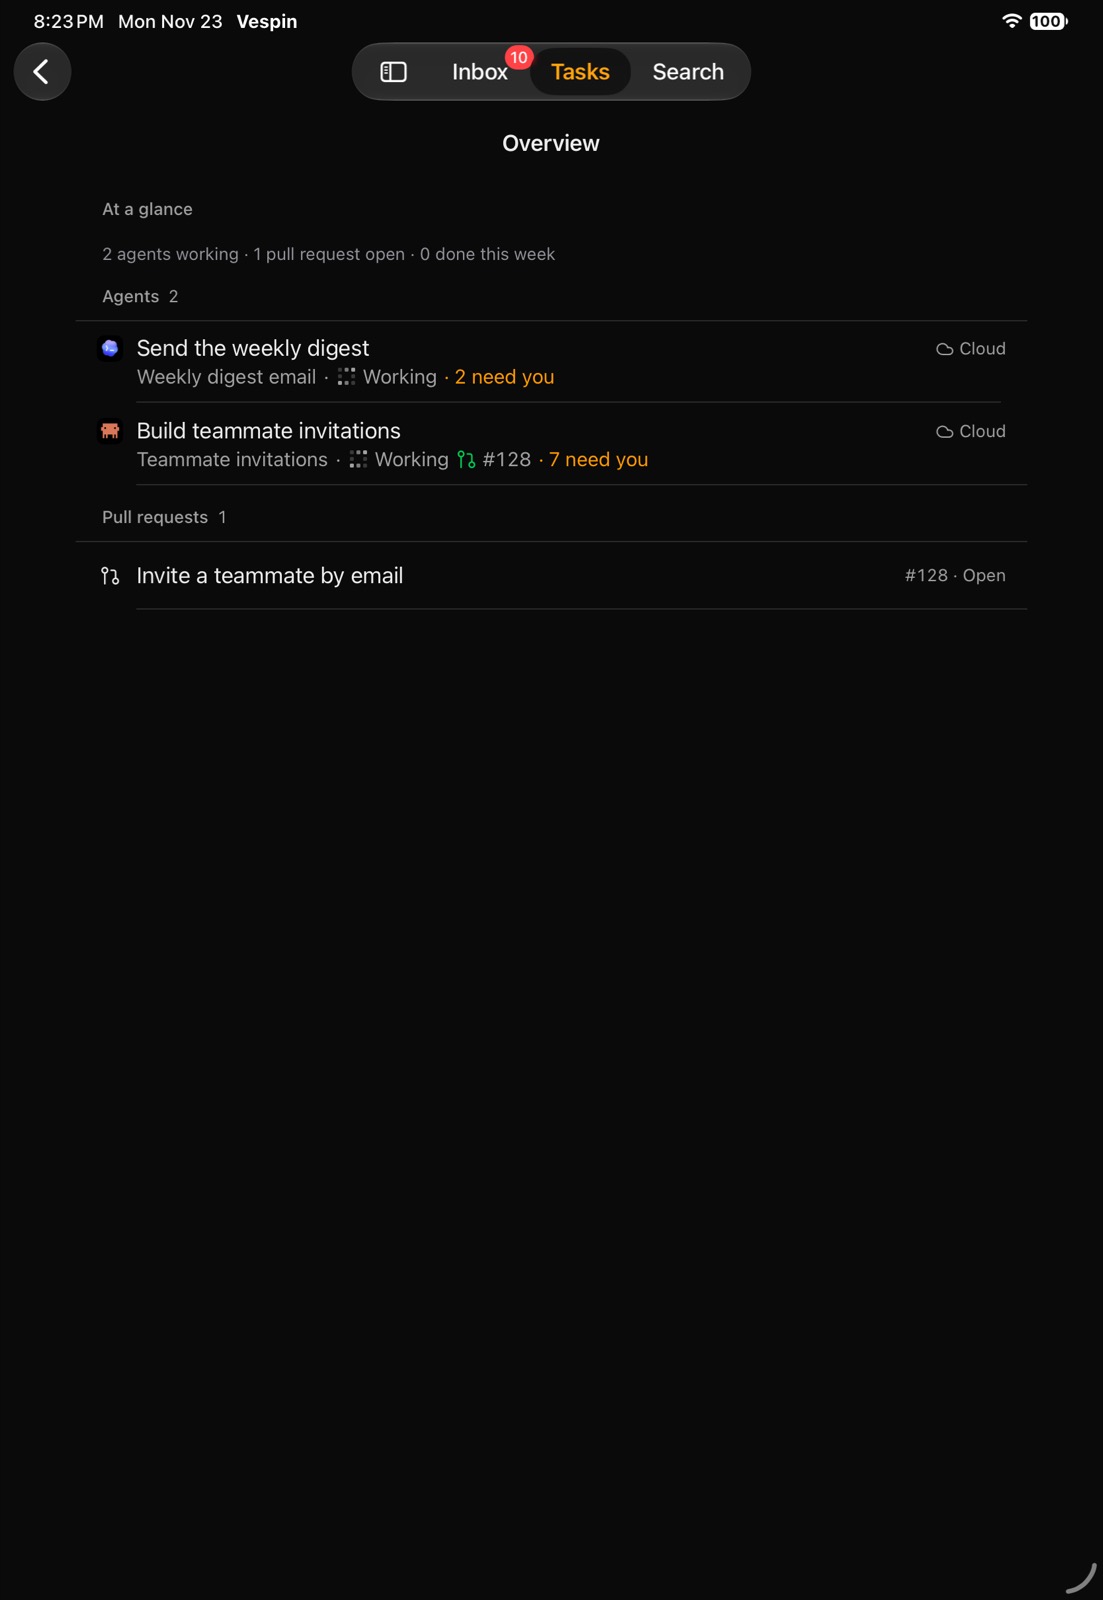 8:23 PM Mon Nov 23 Vespin
100
Inbox 10 Tasks Search
Overview
At a glance
2 agents working · 1 pull request open · 0 done this week
Agents 2
Send the weekly digest Cloud
Weekly digest email · Working · 2 need you
Build teammate invitations Cloud
Teammate invitations · Working #128 · 7 need you
Pull requests 1
Invite a teammate by email #128 · Open